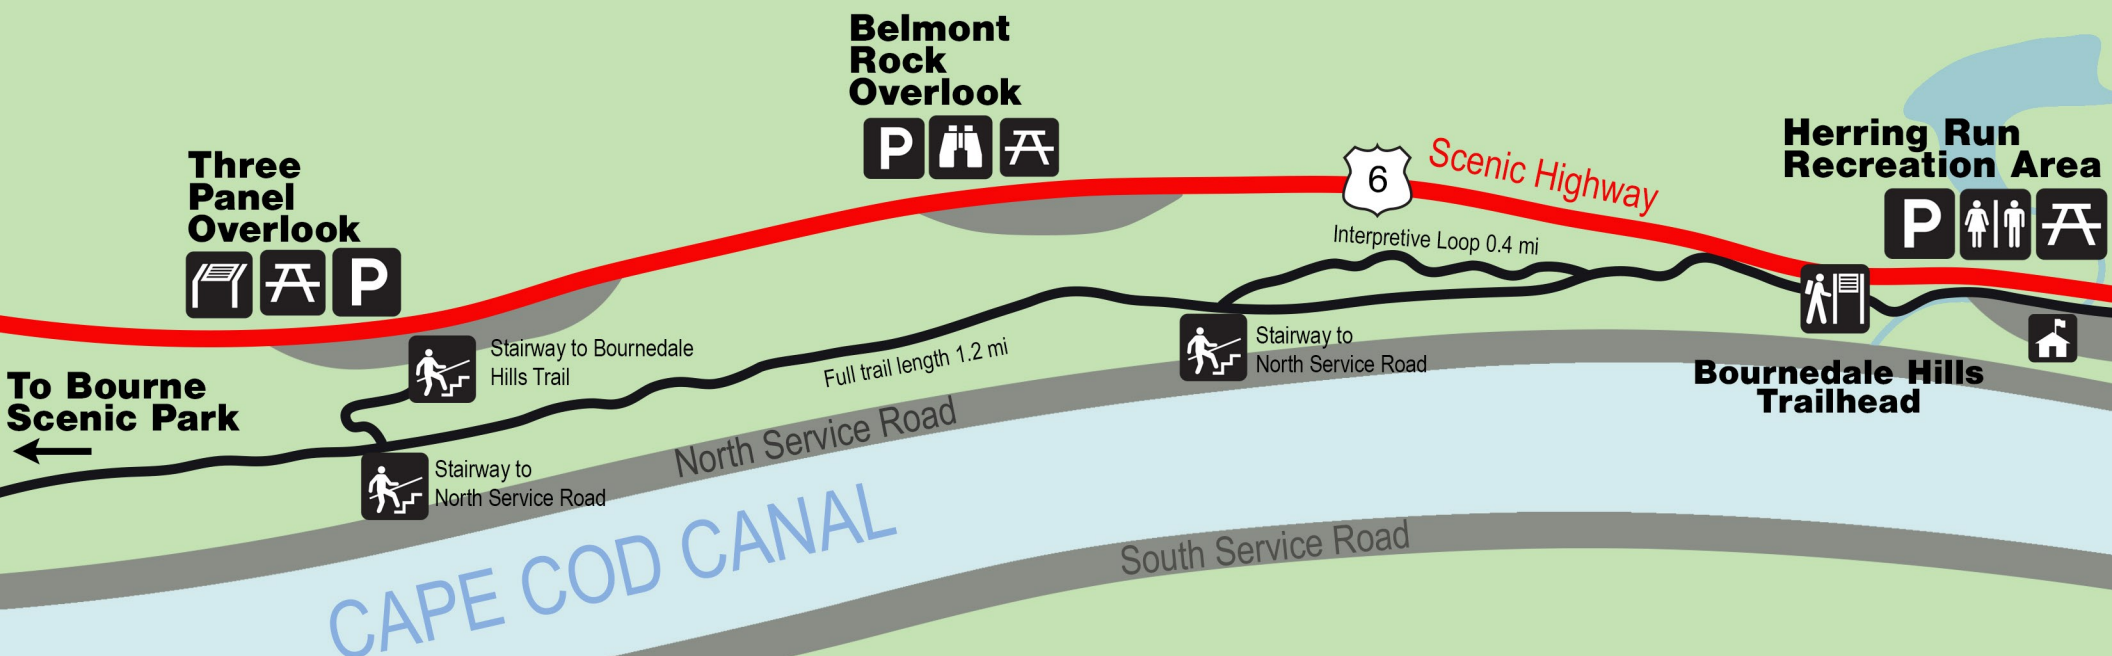 Belmont
Rock
Overlook
P
Three
Panel
Overlook
P
6
Scenic Highway
Interpretive Loop 0.4 mi
Herring Run
Recreation Area
P
Stairway to Bournedale
Hills Trail
Full trail length 1.2 mi
Stairway to
North Service Road
Bournedale Hills
Trailhead
To Bourne
Scenic Park
Stairway to
North Service Road
North Service Road
CAPE COD CANAL
South Service Road